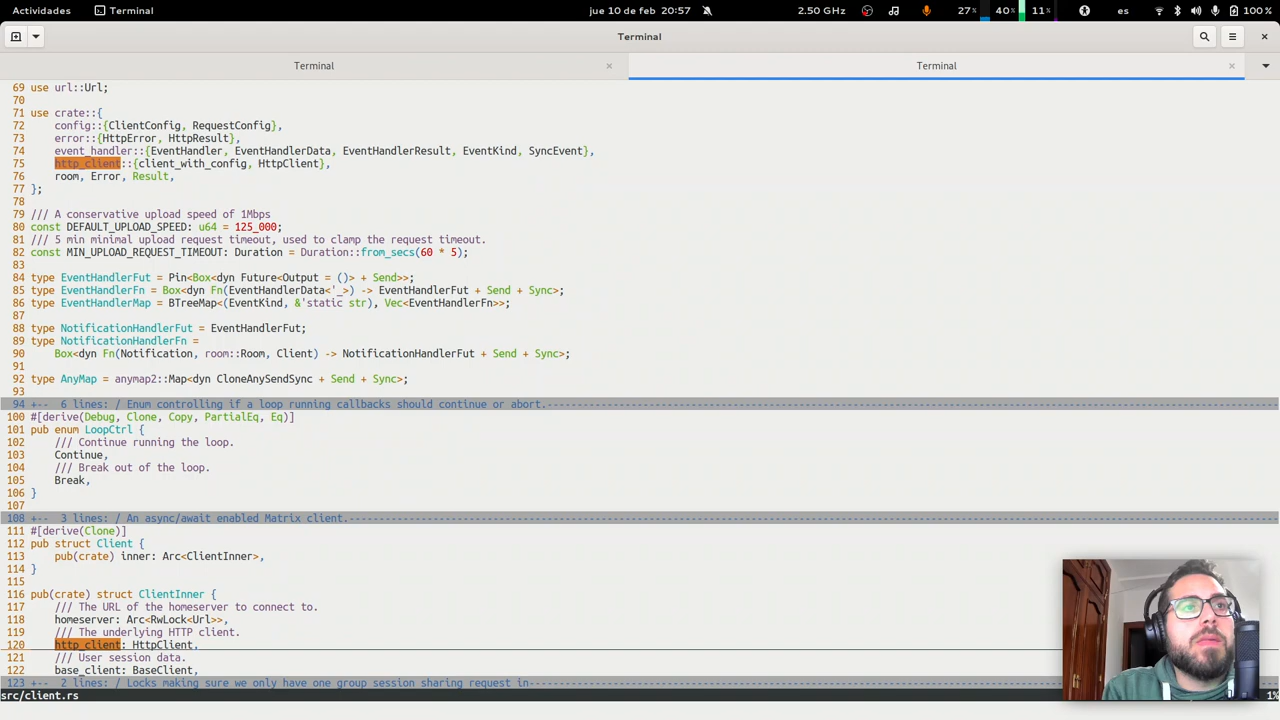 Actividades Terminal jue 10 de feb 20:57 2.50 GHz 27% 40% 11% es 100%
Terminal
Terminal × Terminal ×
69 use url::Url;
70
71 use crate::{
72 config::{ClientConfig, RequestConfig},
73 error::{HttpError, HttpResult},
74 event_handler::{EventHandler, EventHandlerData, EventHandlerResult, EventKind, SyncEvent},
75 http_client::{client_with_config, HttpClient},
76 room, Error, Result,
77 };
78
79 /// A conservative upload speed of 1Mbps
80 const DEFAULT_UPLOAD_SPEED: u64 = 125_000;
81 /// 5 min minimal upload request timeout, used to clamp the request timeout.
82 const MIN_UPLOAD_REQUEST_TIMEOUT: Duration = Duration::from_secs(60 * 5);
83
84 type EventHandlerFut = Pin<Box<dyn Future<Output = ()> + Send>>;
85 type EventHandlerFn = Box<dyn Fn(EventHandlerData<'_>) -> EventHandlerFut + Send + Sync>;
86 type EventHandlerMap = BTreeMap<(EventKind, &'static str), Vec<EventHandlerFn>>;
87
88 type NotificationHandlerFut = EventHandlerFut;
89 type NotificationHandlerFn =
90 Box<dyn Fn(Notification, room::Room, Client) -> NotificationHandlerFut + Send + Sync>;
91
92 type AnyMap = anymap2::Map<dyn CloneAnySendSync + Send + Sync>;
93
94 +-- 6 lines: / Enum controlling if a loop running callbacks should continue or abort.---
100 #[derive(Debug, Clone, Copy, PartialEq, Eq)]
101 pub enum LoopCtrl {
102 /// Continue running the loop.
103 Continue,
104 /// Break out of the loop.
105 Break,
106 }
107
108 +-- 3 lines: / An async/await enabled Matrix client.---
111 #[derive(Clone)]
112 pub struct Client {
113 pub(crate) inner: Arc<ClientInner>,
114 }
115
116 pub(crate) struct ClientInner {
117 /// The URL of the homeserver to connect to.
118 homeserver: Arc<RwLock<Url>>,
119 /// The underlying HTTP client.
120 http_client: HttpClient,
121 /// User session data.
122 base_client: BaseClient,
123 +-- 2 lines: / Locks making sure we only have one group session sharing request in---
src/client.rs 1%